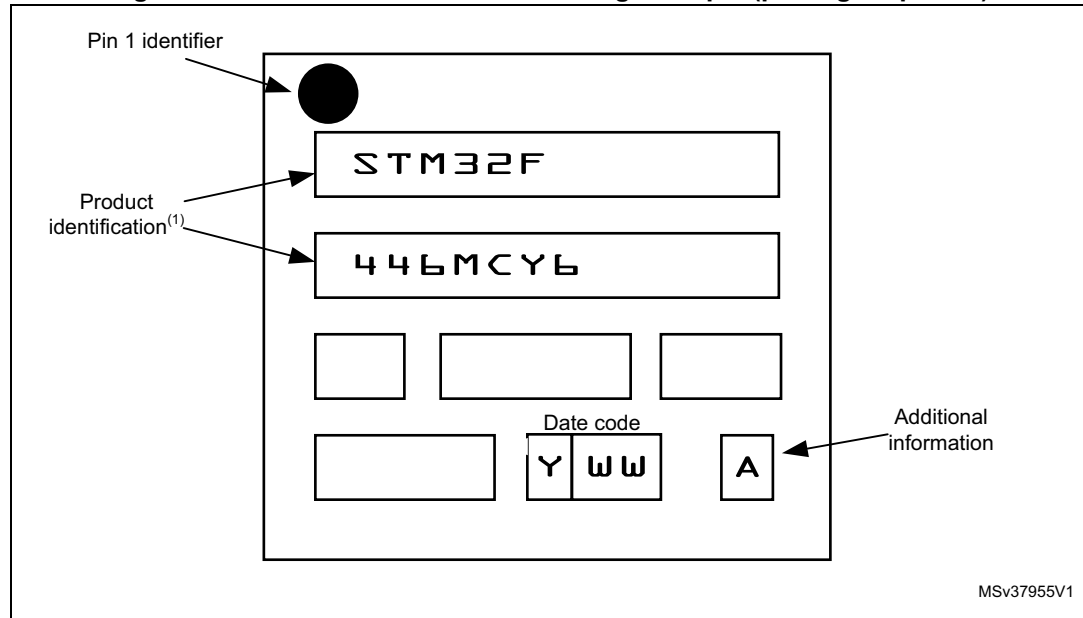 Pin 1 identifier
STM32F
Product
identification(1)
446MCY6
Date code
Y WW
A
Additional
information
MSv37955V1